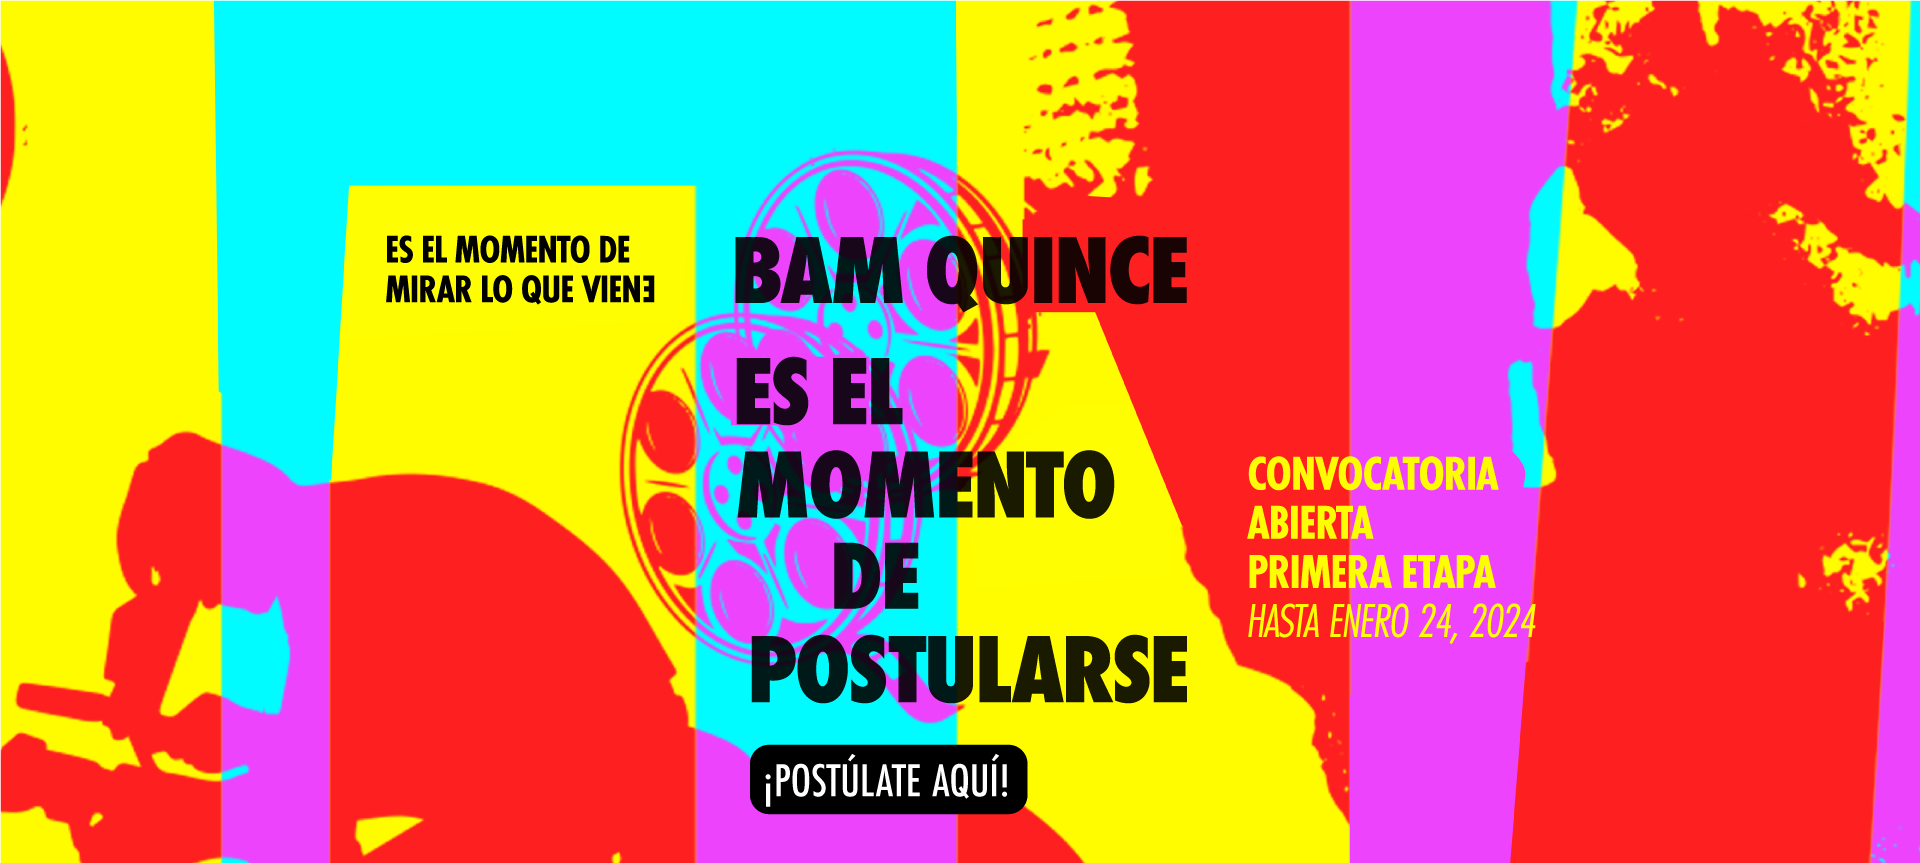 ES EL MOMENTO DE
MIRAR LO QUE VIENE
BAM QUINCE
ES EL
MOMENTO
DE
POSTULARSE
¡POSTÚLATE AQUÍ!
CONVOCATORIA
ABIERTA
PRIMERA ETAPA
HASTA ENERO 24, 2024